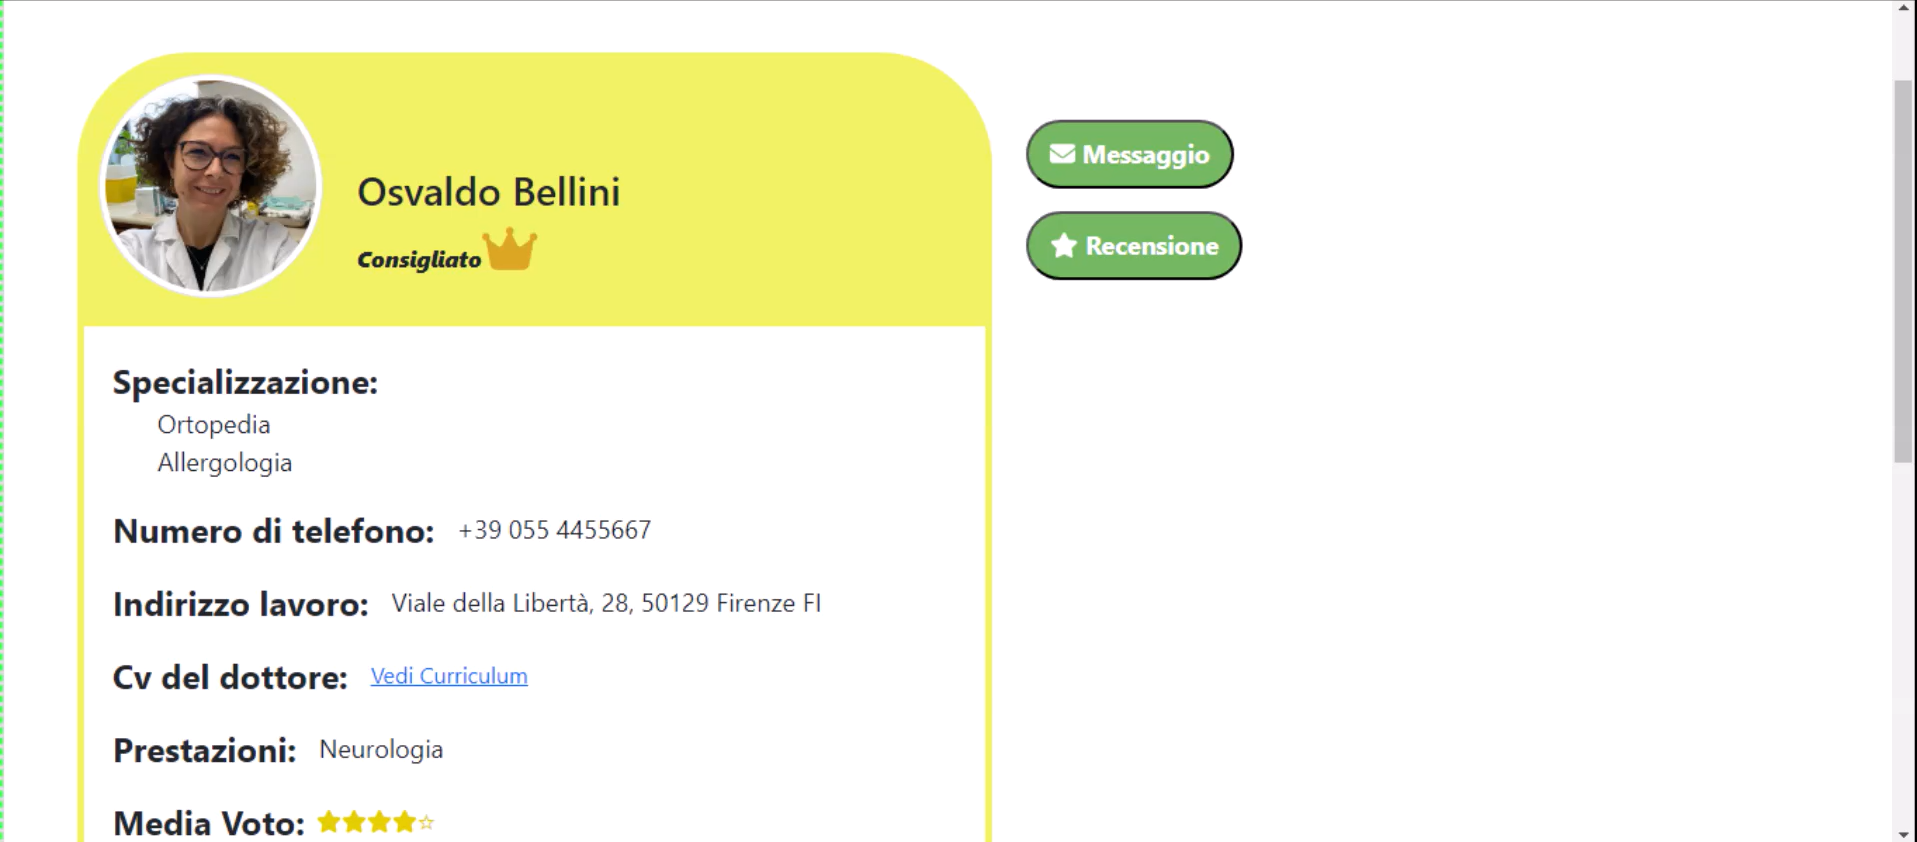 Osvaldo Bellini
Consigliato
Messaggio
Recensione
Specializzazione:
Ortopedia
Allergologia
Numero di telefono: +39 055 4455667
Indirizzo lavoro: Viale della Libertà, 28, 50129 Firenze FI
Cv del dottore: Vedi Curriculum
Prestazioni: Neurologia
Media Voto: